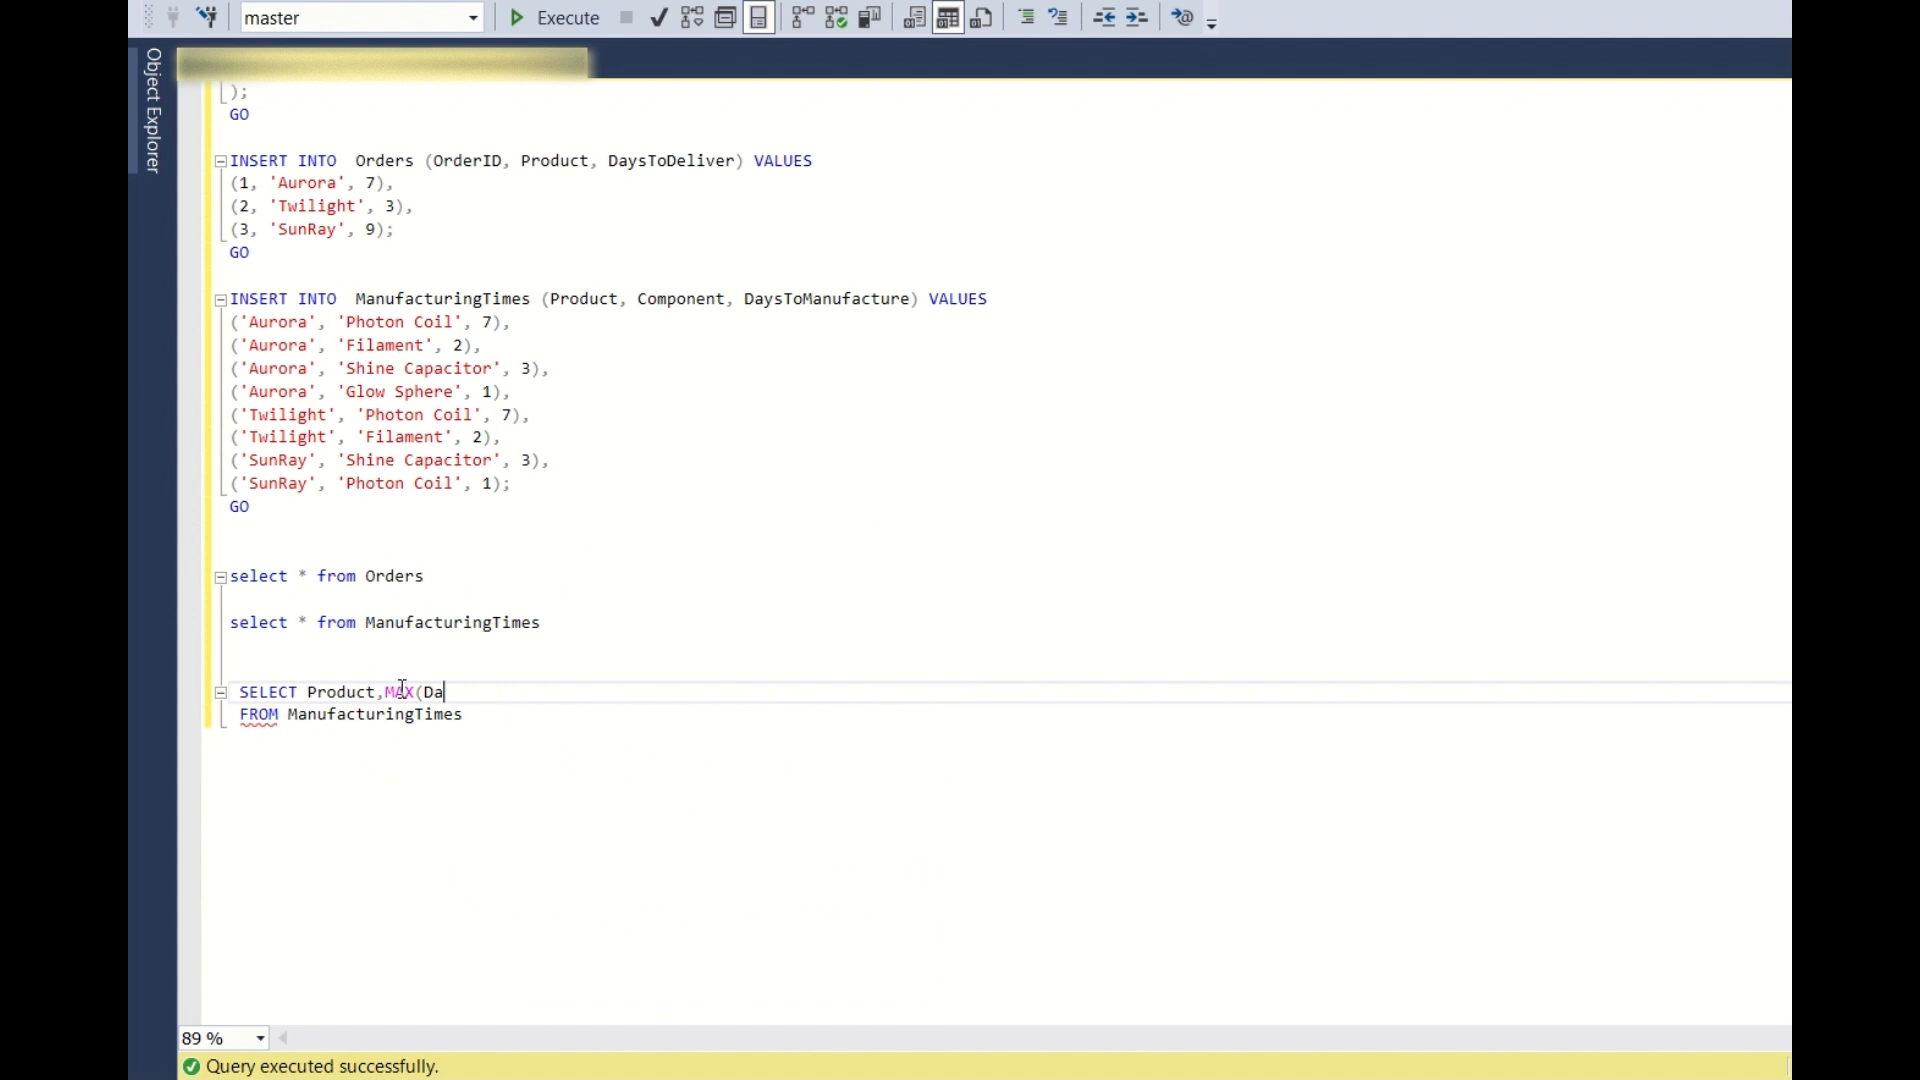 master
Execute
Object Explorer
);
GO
INSERT INTO  Orders (OrderID, Product, DaysToDeliver) VALUES
(1, 'Aurora', 7),
(2, 'Twilight', 3),
(3, 'SunRay', 9);
GO
INSERT INTO  ManufacturingTimes (Product, Component, DaysToManufacture) VALUES
('Aurora', 'Photon Coil', 7),
('Aurora', 'Filament', 2),
('Aurora', 'Shine Capacitor', 3),
('Aurora', 'Glow Sphere', 1),
('Twilight', 'Photon Coil', 7),
('Twilight', 'Filament', 2),
('SunRay', 'Shine Capacitor', 3),
('SunRay', 'Photon Coil', 1);
GO
select * from Orders
select * from ManufacturingTimes
SELECT Product,MAX(Da
FROM ManufacturingTimes
89 %
Query executed successfully.